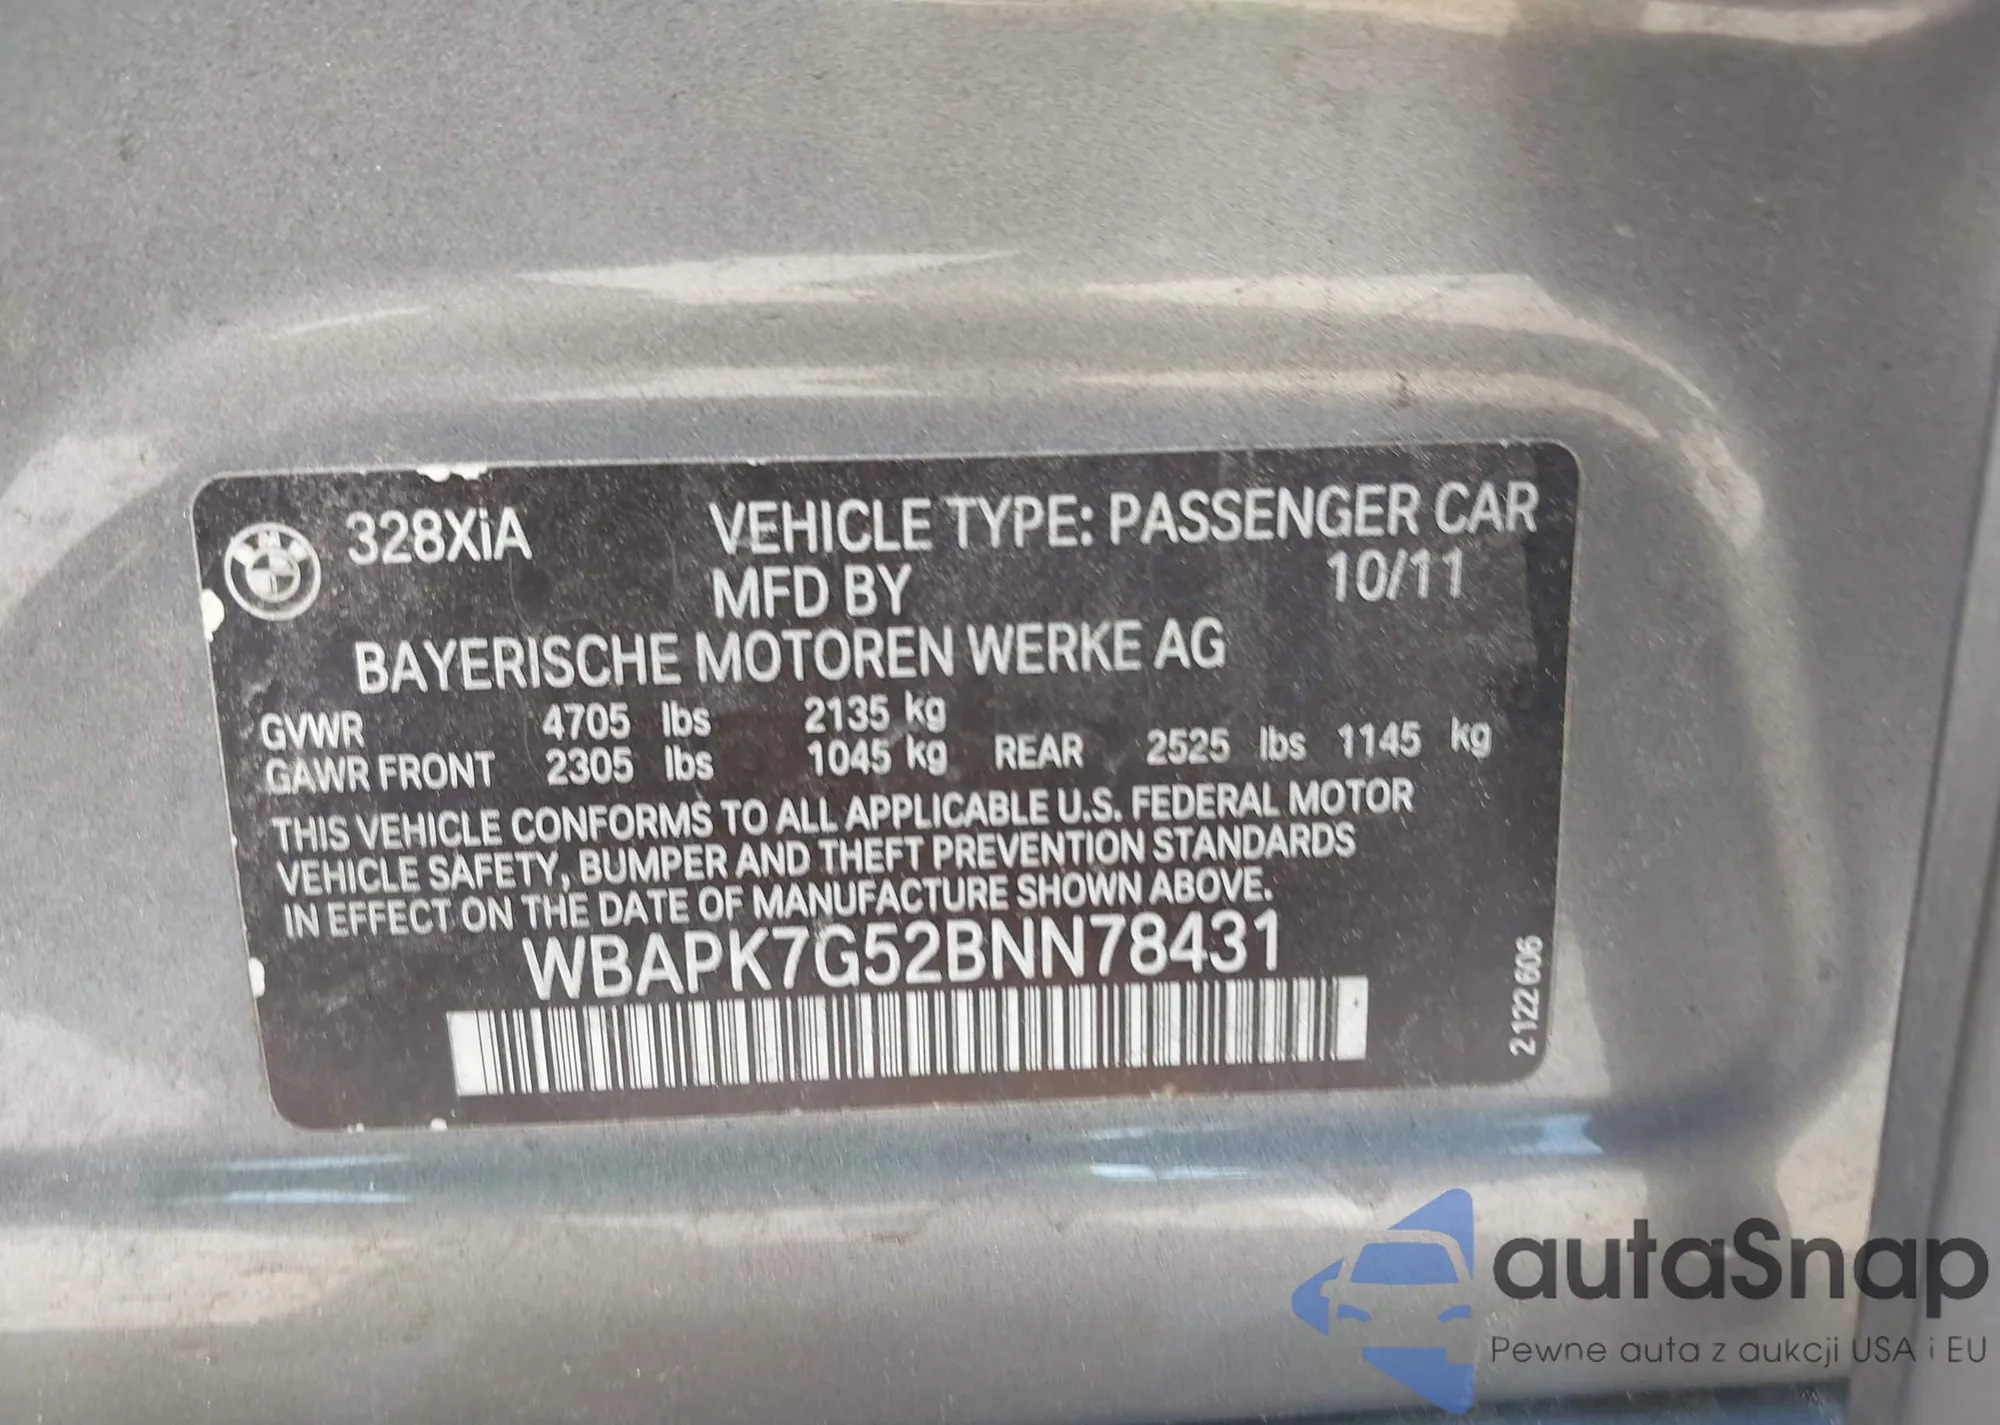 BMW
328XiA
VEHICLE TYPE: PASSENGER CAR
MFD BY 10/11
BAYERISCHE MOTOREN WERKE AG
GVWR 4705 lbs 2135 kg
GAWR FRONT 2305 lbs 1045 kg REAR 2525 lbs 1145 kg
THIS VEHICLE CONFORMS TO ALL APPLICABLE U.S. FEDERAL MOTOR
VEHICLE SAFETY, BUMPER AND THEFT PREVENTION STANDARDS
IN EFFECT ON THE DATE OF MANUFACTURE SHOWN ABOVE.
WBAPK7G52BNN78431
2122606
autaSnap
Pewne auta z aukcji USA i EU